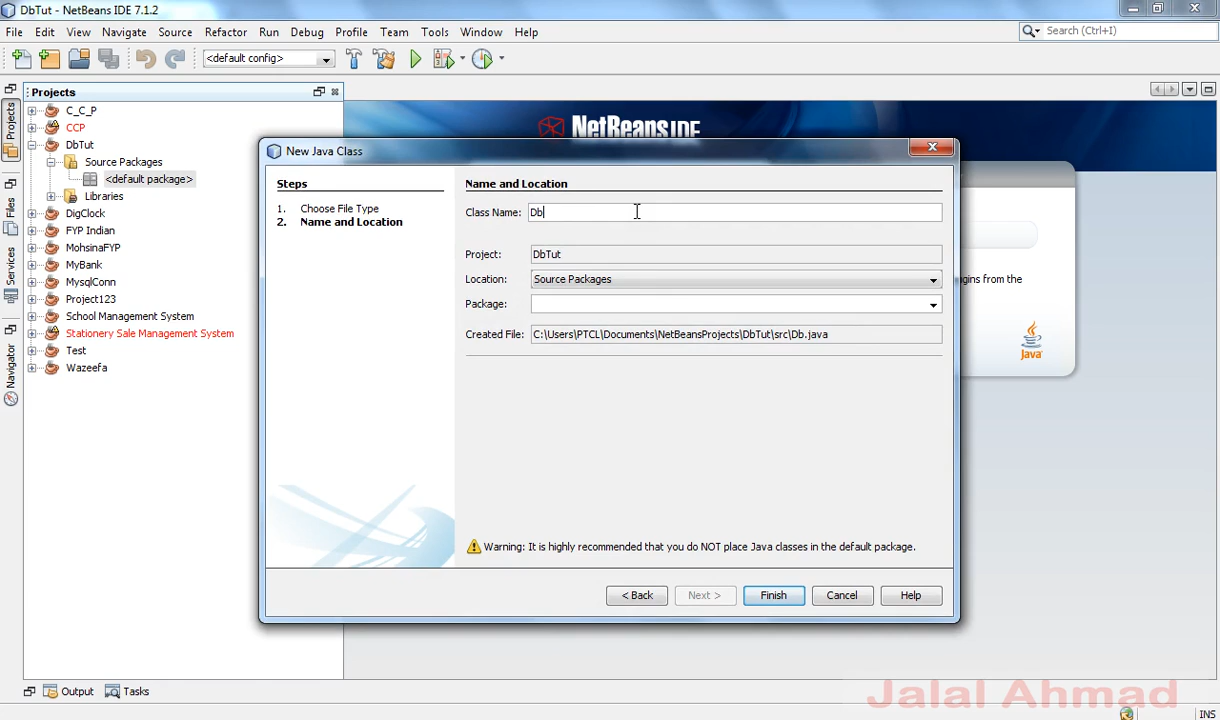 DbTut - NetBeans IDE 7.1.2
File Edit View Navigate Source Refactor Run Debug Profile Team Tools Window Help
Search (Ctrl+I)
<default config>
Projects
Projects
Files
Services
Navigator
C_C_P
CCP
DbTut
Source Packages
<default package>
Libraries
DigClock
FYP Indian
MohsinaFYP
MyBank
MysqlConn
Project123
School Management System
Stationery Sale Management System
Test
Wazeefa
NetBeans IDE
New Java Class
Steps
1. Choose File Type
2. Name and Location
Name and Location
Class Name: Db
Project: DbTut
Location: Source Packages
Package:
Created File: C:\Users\PTCL\Documents\NetBeansProjects\DbTut\src\Db.java
Warning: It is highly recommended that you do NOT place Java classes in the default package.
< Back Next > Finish Cancel Help
gins from the
Java
Output Tasks
Jalal Ahmad
INS